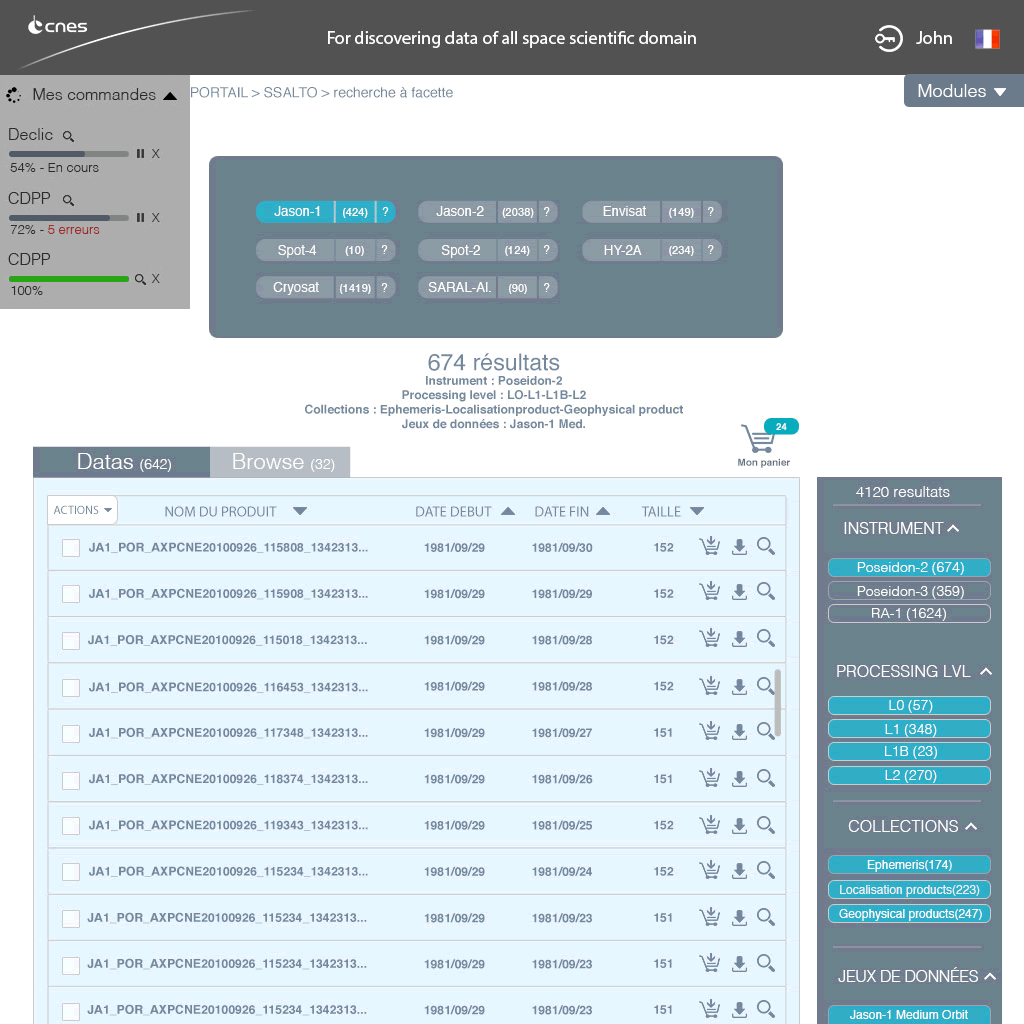 cnes
For discovering data of all space scientific domain
John
Mes commandes
PORTAIL > SSALTO > recherche à facette
Modules
Declic
X
54% - En cours
CDPP
X
72% - 5 erreurs
CDPP
X
100%
Jason-1 (424) ?
Jason-2 (2038) ?
Envisat (149) ?
Spot-4 (10) ?
Spot-2 (124) ?
HY-2A (234) ?
Cryosat (1419) ?
SARAL-Al. (90) ?
674 résultats
Instrument : Poseidon-2
Processing level : LO-L1-L1B-L2
Collections : Ephemeris-Localisationproduct-Geophysical product
Jeux de données : Jason-1 Med.
24
Mon panier
Datas (642)
Browse (32)
ACTIONS
NOM DU PRODUIT DATE DEBUT DATE FIN TAILLE
JA1_POR_AXPCNE20100926_115808_1342313... 1981/09/29 1981/09/30 152
JA1_POR_AXPCNE20100926_115908_1342313... 1981/09/29 1981/09/29 152
JA1_POR_AXPCNE20100926_115018_1342313... 1981/09/29 1981/09/28 152
JA1_POR_AXPCNE20100926_116453_1342313... 1981/09/29 1981/09/28 152
JA1_POR_AXPCNE20100926_117348_1342313... 1981/09/29 1981/09/27 151
JA1_POR_AXPCNE20100926_118374_1342313... 1981/09/29 1981/09/26 151
JA1_POR_AXPCNE20100926_119343_1342313... 1981/09/29 1981/09/25 152
JA1_POR_AXPCNE20100926_115234_1342313... 1981/09/29 1981/09/24 152
JA1_POR_AXPCNE20100926_115234_1342313... 1981/09/29 1981/09/23 151
JA1_POR_AXPCNE20100926_115234_1342313... 1981/09/29 1981/09/23 151
JA1_POR_AXPCNE20100926_115234_1342313... 1981/09/29 1981/09/23 151
4120 resultats
INSTRUMENT
Poseidon-2 (674)
Poseidon-3 (359)
RA-1 (1624)
PROCESSING LVL
L0 (57)
L1 (348)
L1B (23)
L2 (270)
COLLECTIONS
Ephemeris(174)
Localisation products(223)
Geophysical products(247)
JEUX DE DONNÉES
Jason-1 Medium Orbit